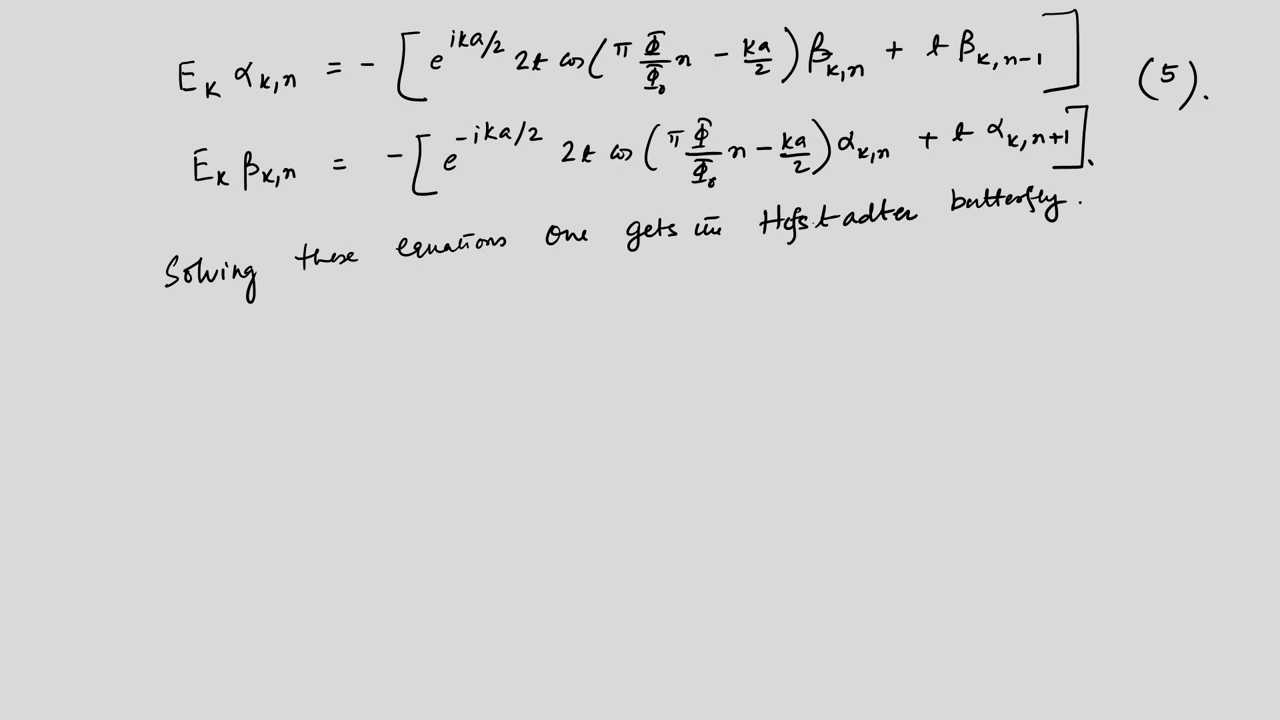 E_k α_{k,n} = - [ e^{ika/2} 2t cos(π Φ/Φ₀ n - ka/2) β_{k,n} + t β_{k,n-1} ]
(5).
E_k β_{k,n} = - [ e^{-ika/2} 2t cos(π Φ/Φ₀ n - ka/2) α_{k,n} + t α_{k,n+1} ].
Solving these equations one gets the Hofstadter butterfly.